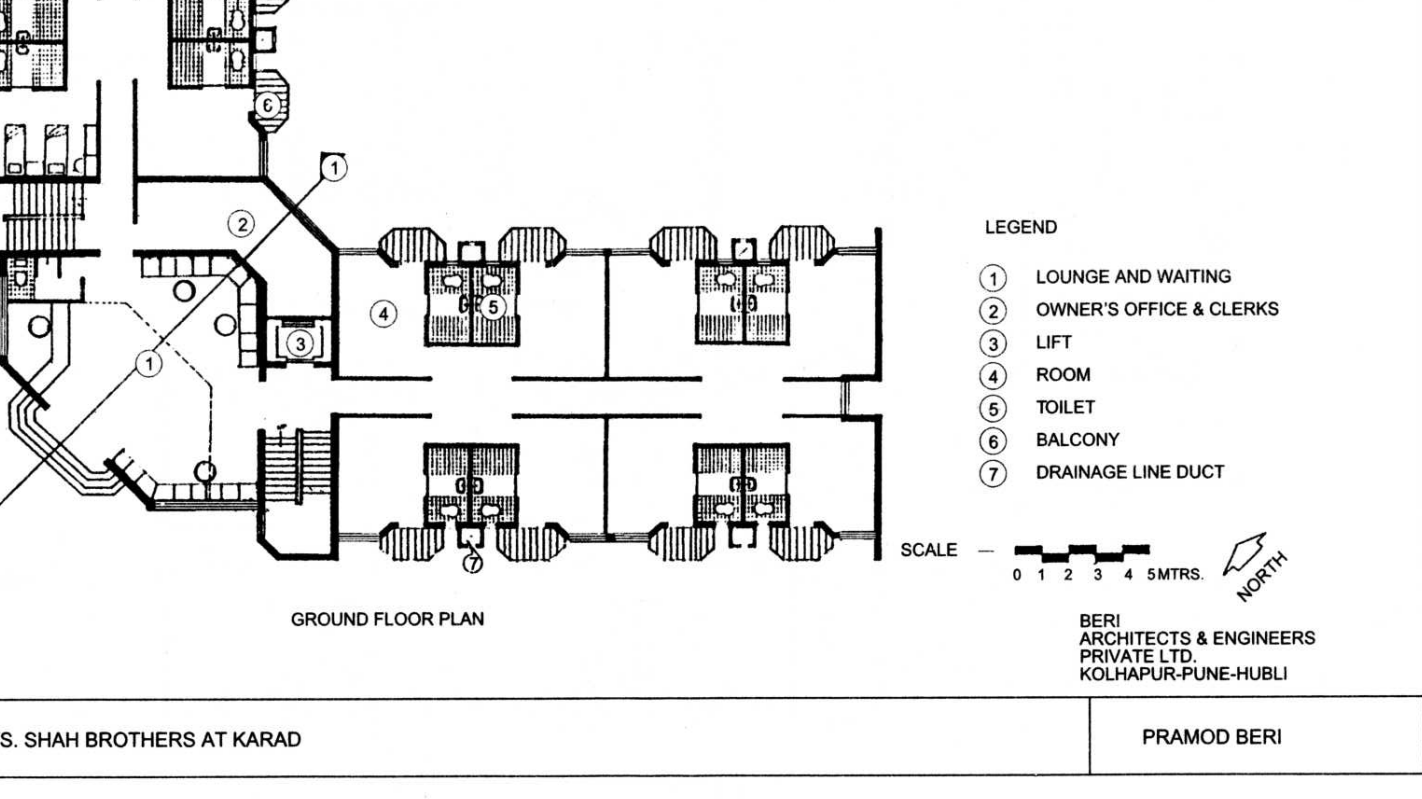 6
1
2
3
4
5
1
7
GROUND FLOOR PLAN
LEGEND
1 LOUNGE AND WAITING
2 OWNER'S OFFICE & CLERKS
3 LIFT
4 ROOM
5 TOILET
6 BALCONY
7 DRAINAGE LINE DUCT
SCALE —
0 1 2 3 4 5 MTRS.
NORTH
BERI
ARCHITECTS & ENGINEERS
PRIVATE LTD.
KOLHAPUR-PUNE-HUBLI
S. SHAH BROTHERS AT KARAD
PRAMOD BERI